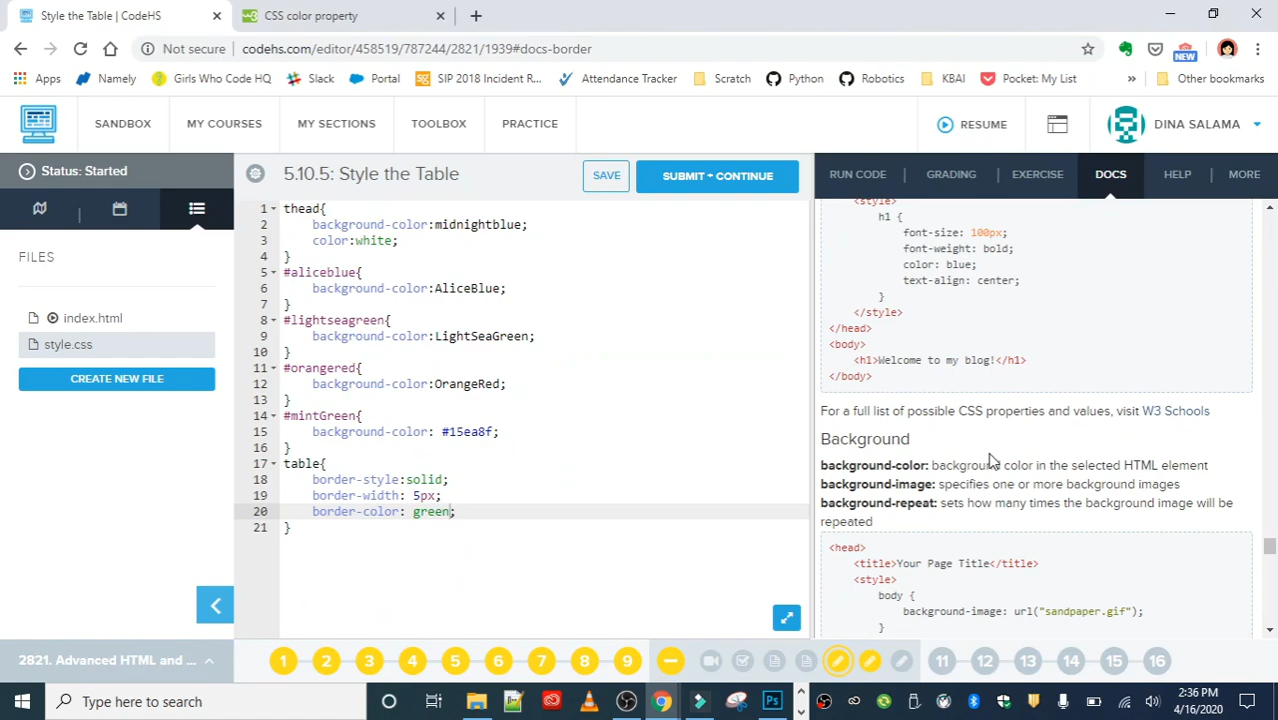 Style the Table | CodeHS
CSS color property
Not secure
codehs.com/editor/458519/787244/2821/1939#docs-border
NEW
Apps
Namely
Girls Who Code HQ
Slack
Portal
SIP 2018 Incident R...
Attendance Tracker
Scratch
Python
Robotics
KBAI
Pocket: My List
»
Other bookmarks
SANDBOX
MY COURSES
MY SECTIONS
TOOLBOX
PRACTICE
RESUME
DINA SALAMA
Status: Started
5.10.5: Style the Table
SAVE
SUBMIT + CONTINUE
RUN CODE
GRADING
EXERCISE
DOCS
HELP
MORE
FILES
index.html
style.css
CREATE NEW FILE
1 thead{
2 background-color:midnightblue;
3 color:white;
4 }
5 #aliceblue{
6 background-color:AliceBlue;
7 }
8 #lightseagreen{
9 background-color:LightSeaGreen;
10 }
11 #orangered{
12 background-color:OrangeRed;
13 }
14 #mintGreen{
15 background-color: #15ea8f;
16 }
17 table{
18 border-style:solid;
19 border-width: 5px;
20 border-color: green;
21 }
<style>
h1 {
font-size: 100px;
font-weight: bold;
color: blue;
text-align: center;
}
</style>
</head>
<body>
<h1>Welcome to my blog!</h1>
</body>
For a full list of possible CSS properties and values, visit W3 Schools
Background
background-color: background color in the selected HTML element
background-image: specifies one or more background images
background-repeat: sets how many times the background image will be
repeated
<head>
<title>Your Page Title</title>
<style>
body {
background-image: url("sandpaper.gif");
}
2821. Advanced HTML and ...
1 2 3 4 5 6 7 8 9 11 12 13 14 15 16
Type here to search
Ps
2:36 PM
4/16/2020